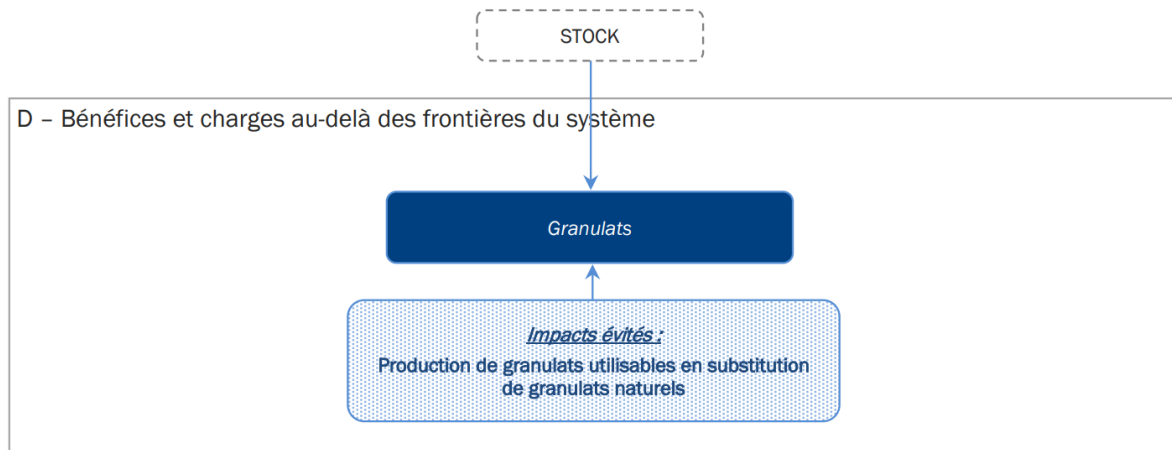 STOCK
D – Bénéfices et charges au-delà des frontières du système
Granulats
Impacts évités :
Production de granulats utilisables en substitution
de granulats naturels